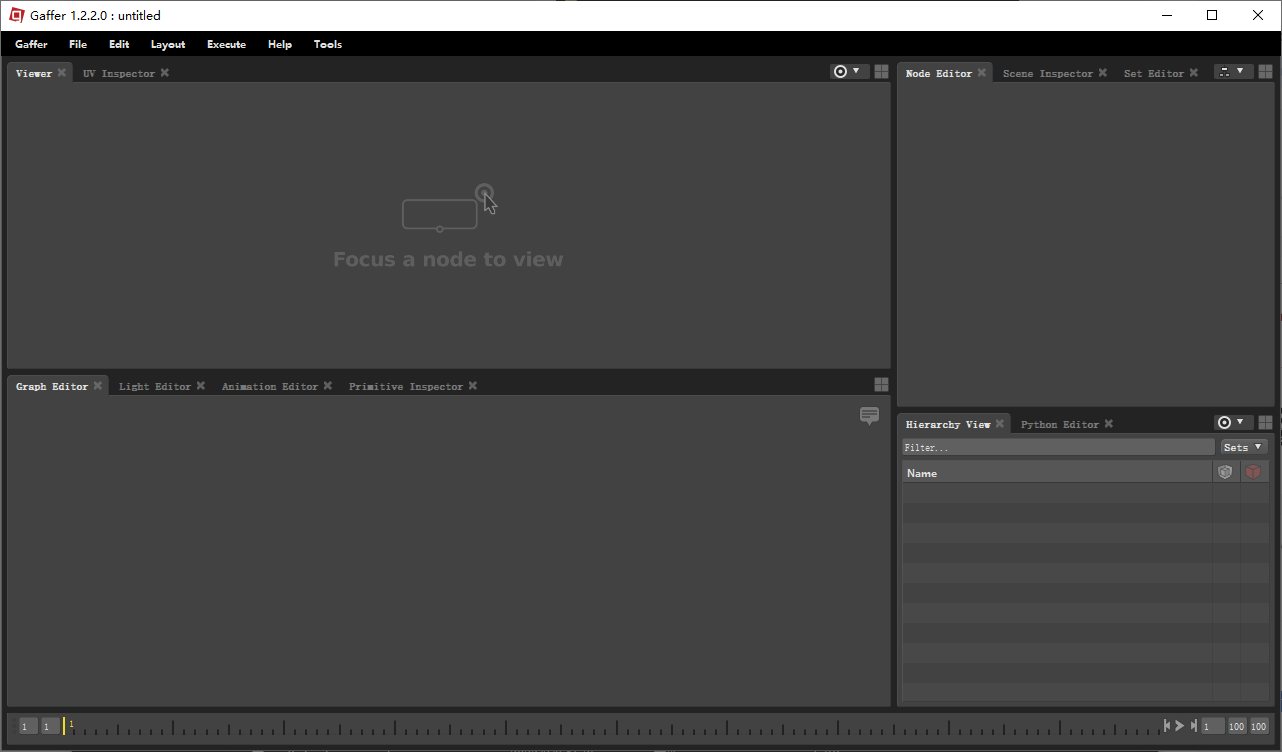 Gaffer 1.2.2.0 : untitled
Gaffer File Edit Layout Execute Help Tools
Viewer UV Inspector
Node Editor Scene Inspector Set Editor
Focus a node to view
Graph Editor Light Editor Animation Editor Primitive Inspector
Hierarchy View Python Editor
Filter... Sets
Name
1 1 1 1 100 100